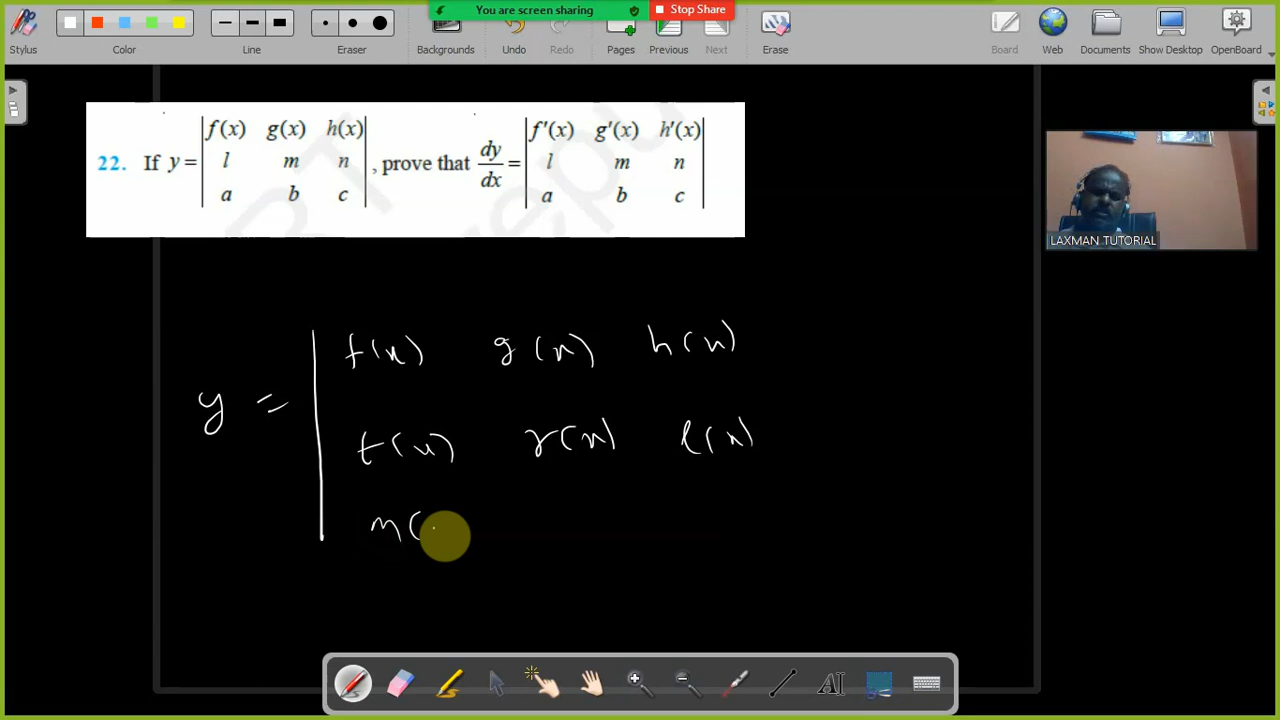 You are screen sharing Stop Share
Stylus Color Line Eraser Backgrounds Undo Redo Pages Previous Next Erase Board Web Documents Show Desktop OpenBoard
f(x) g(x) h(x) f'(x) g'(x) h'(x)
22. If y = l m n , prove that dy/dx = l m n
a b c a b c
LAXMAN TUTORIAL
f(x) g(x) h(x)
y =
t(x) r(x) l(x)
m(
AI